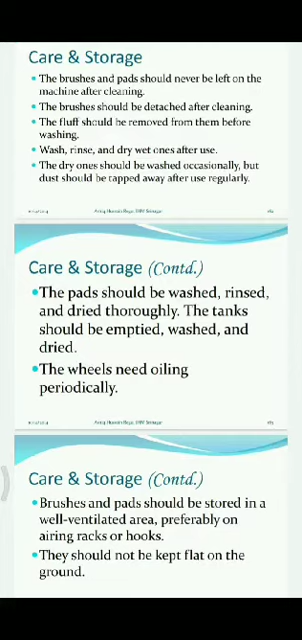 Care & Storage
• The brushes and pads should never be left on the
machine after cleaning.
• The brushes should be detached after cleaning.
• The fluff should be removed from them before
washing.
• Wash, rinse, and dry wet ones after use.
• The dry ones should be washed occasionally, but
dust should be tapped away after use regularly.
Care & Storage (Contd.)
• The pads should be washed, rinsed,
and dried thoroughly. The tanks
should be emptied, washed, and
dried.
• The wheels need oiling
periodically.
Care & Storage (Contd.)
• Brushes and pads should be stored in a
well-ventilated area, preferably on
airing racks or hooks.
• They should not be kept flat on the
ground.